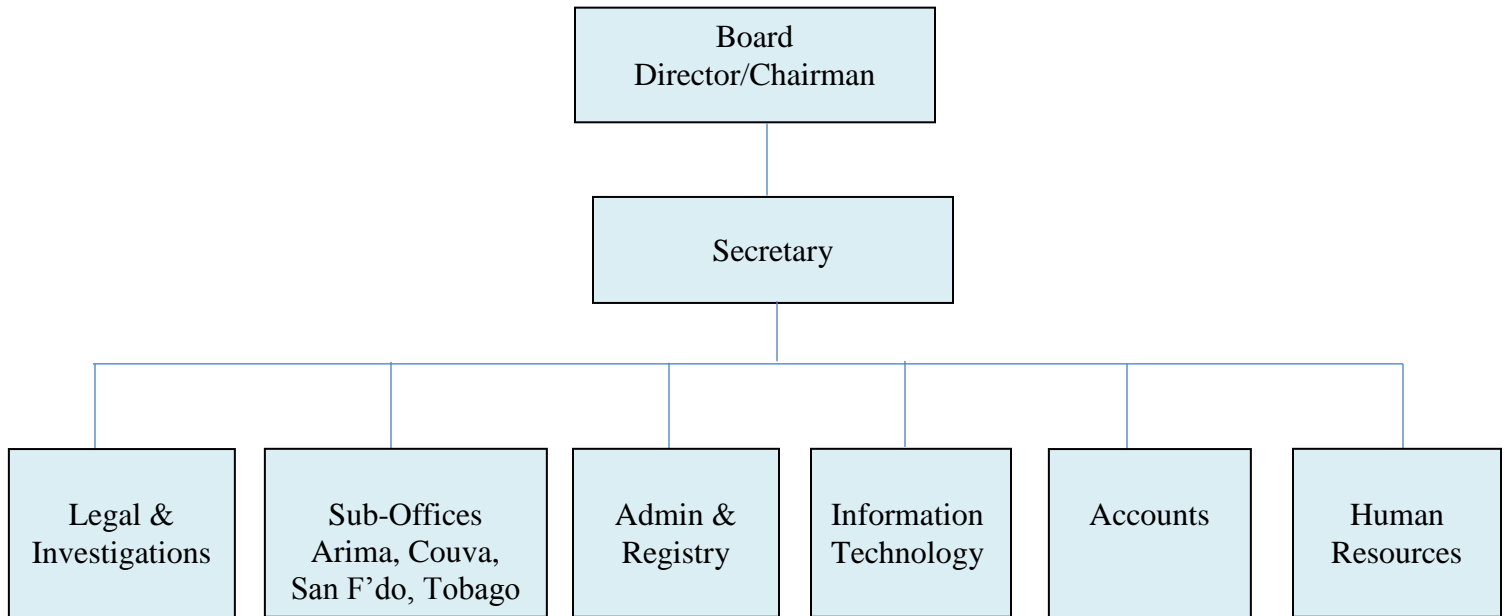 Board
Director/Chairman
Secretary
Legal &
Investigations
Sub-Offices
Arima, Couva,
San F’do, Tobago
Admin &
Registry
Information
Technology
Accounts
Human
Resources